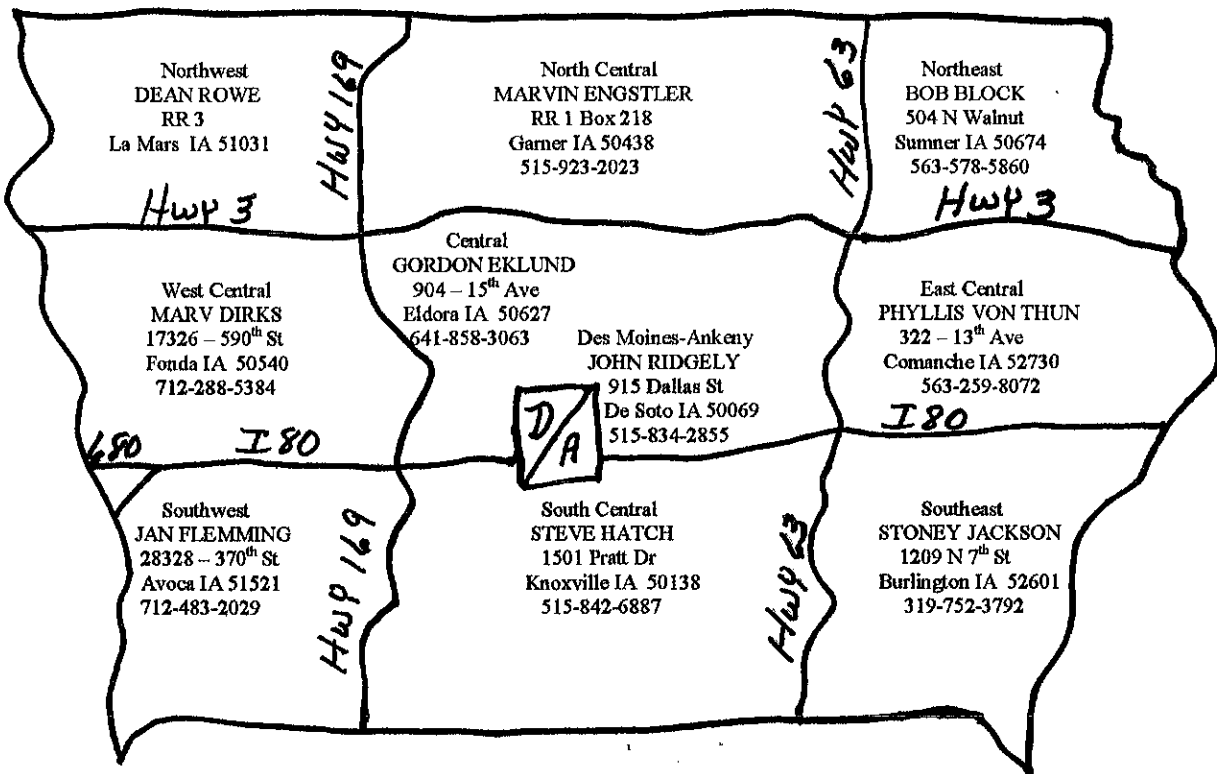 Northwest
DEAN ROWE
RR 3
La Mars IA 51031
Hwy 169
North Central
MARVIN ENGSTLER
RR 1 Box 218
Garner IA 50438
515-923-2023
Hwy 63
Northeast
BOB BLOCK
504 N Walnut
Sumner IA 50674
563-578-5860
Hwy 3
Hwy 3
West Central
MARV DIRKS
17326 – 590th St
Fonda IA 50540
712-288-5384
Central
GORDON EKLUND
904 – 15th Ave
Eldora IA 50627
641-858-3063
Des Moines-Ankeny
JOHN RIDGELY
915 Dallas St
De Soto IA 50069
515-834-2855
D/A
East Central
PHYLLIS VON THUN
322 – 13th Ave
Comanche IA 52730
563-259-8072
680
I80
I80
Southwest
JAN FLEMMING
28328 – 370th St
Avoca IA 51521
712-483-2029
Hwy 169
South Central
STEVE HATCH
1501 Pratt Dr
Knoxville IA 50138
515-842-6887
Hwy 63
Southeast
STONEY JACKSON
1209 N 7th St
Burlington IA 52601
319-752-3792